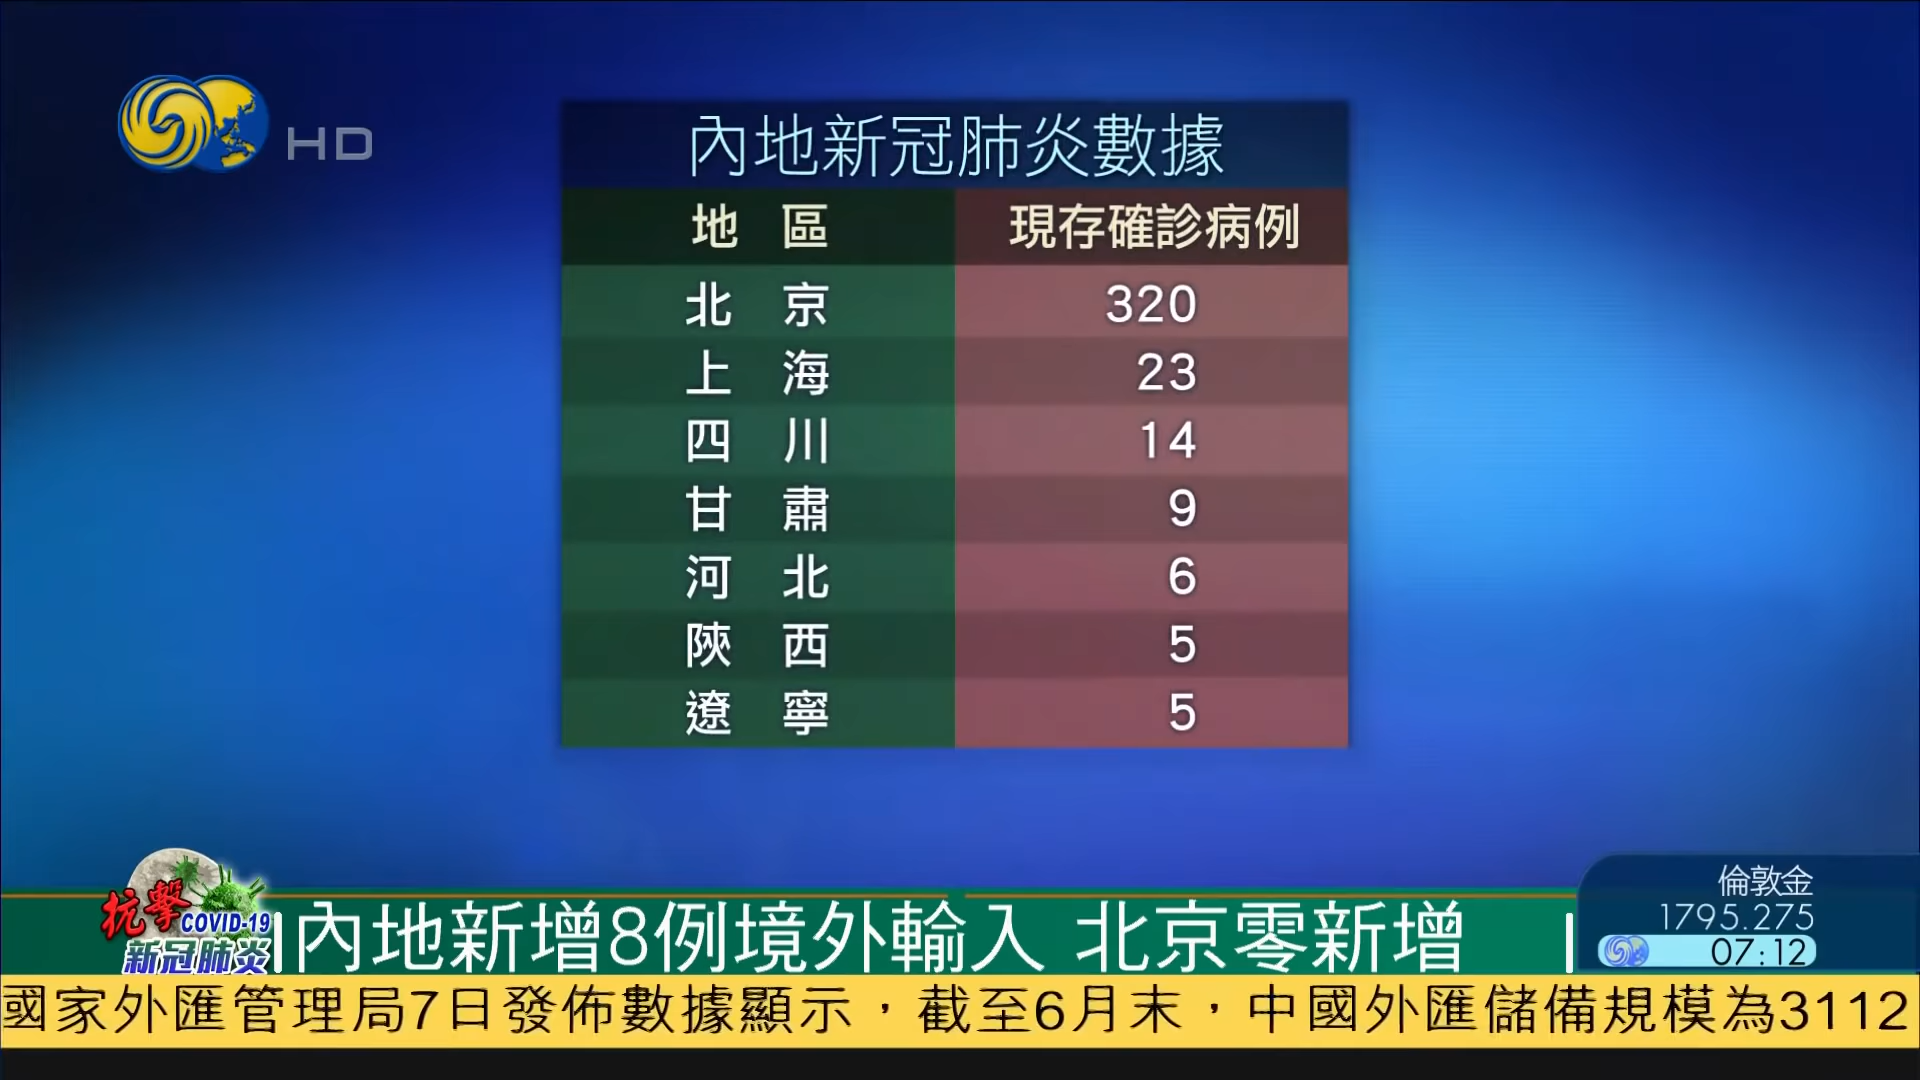 HD
內地新冠肺炎數據
地區 現存確診病例
北京 320
上海 23
四川 14
甘肅 9
河北 6
陝西 5
遼寧 5
抗擊
COVID-19
新冠肺炎
內地新增8例境外輸入 北京零新增
倫敦金
1795.275
07:12
國家外匯管理局7日發佈數據顯示，截至6月末，中國外匯儲備規模為3112